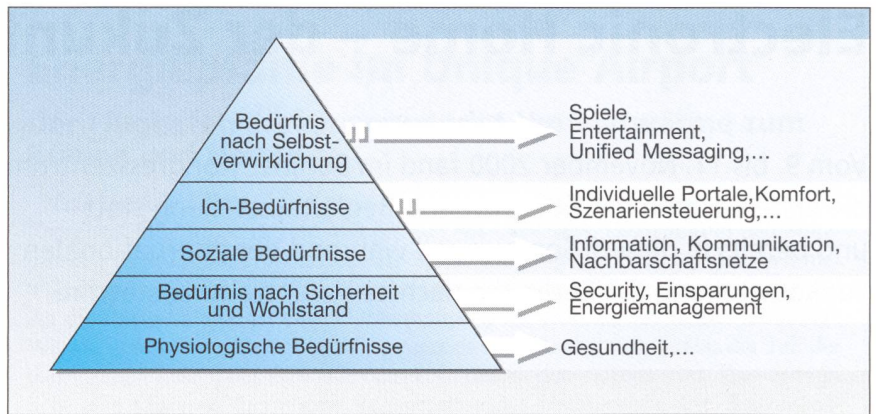 Bedürfnis
nach Selbst-
verwirklichung
Spiele,
Entertainment,
Unified Messaging,...
Ich-Bedürfnisse
Individuelle Portale,Komfort,
Szenariensteuerung,...
Soziale Bedürfnisse
Information, Kommunikation,
Nachbarschaftsnetze
Bedürfnis nach Sicherheit
und Wohlstand
Security, Einsparungen,
Energiemanagement
Physiologische Bedürfnisse
Gesundheit,...